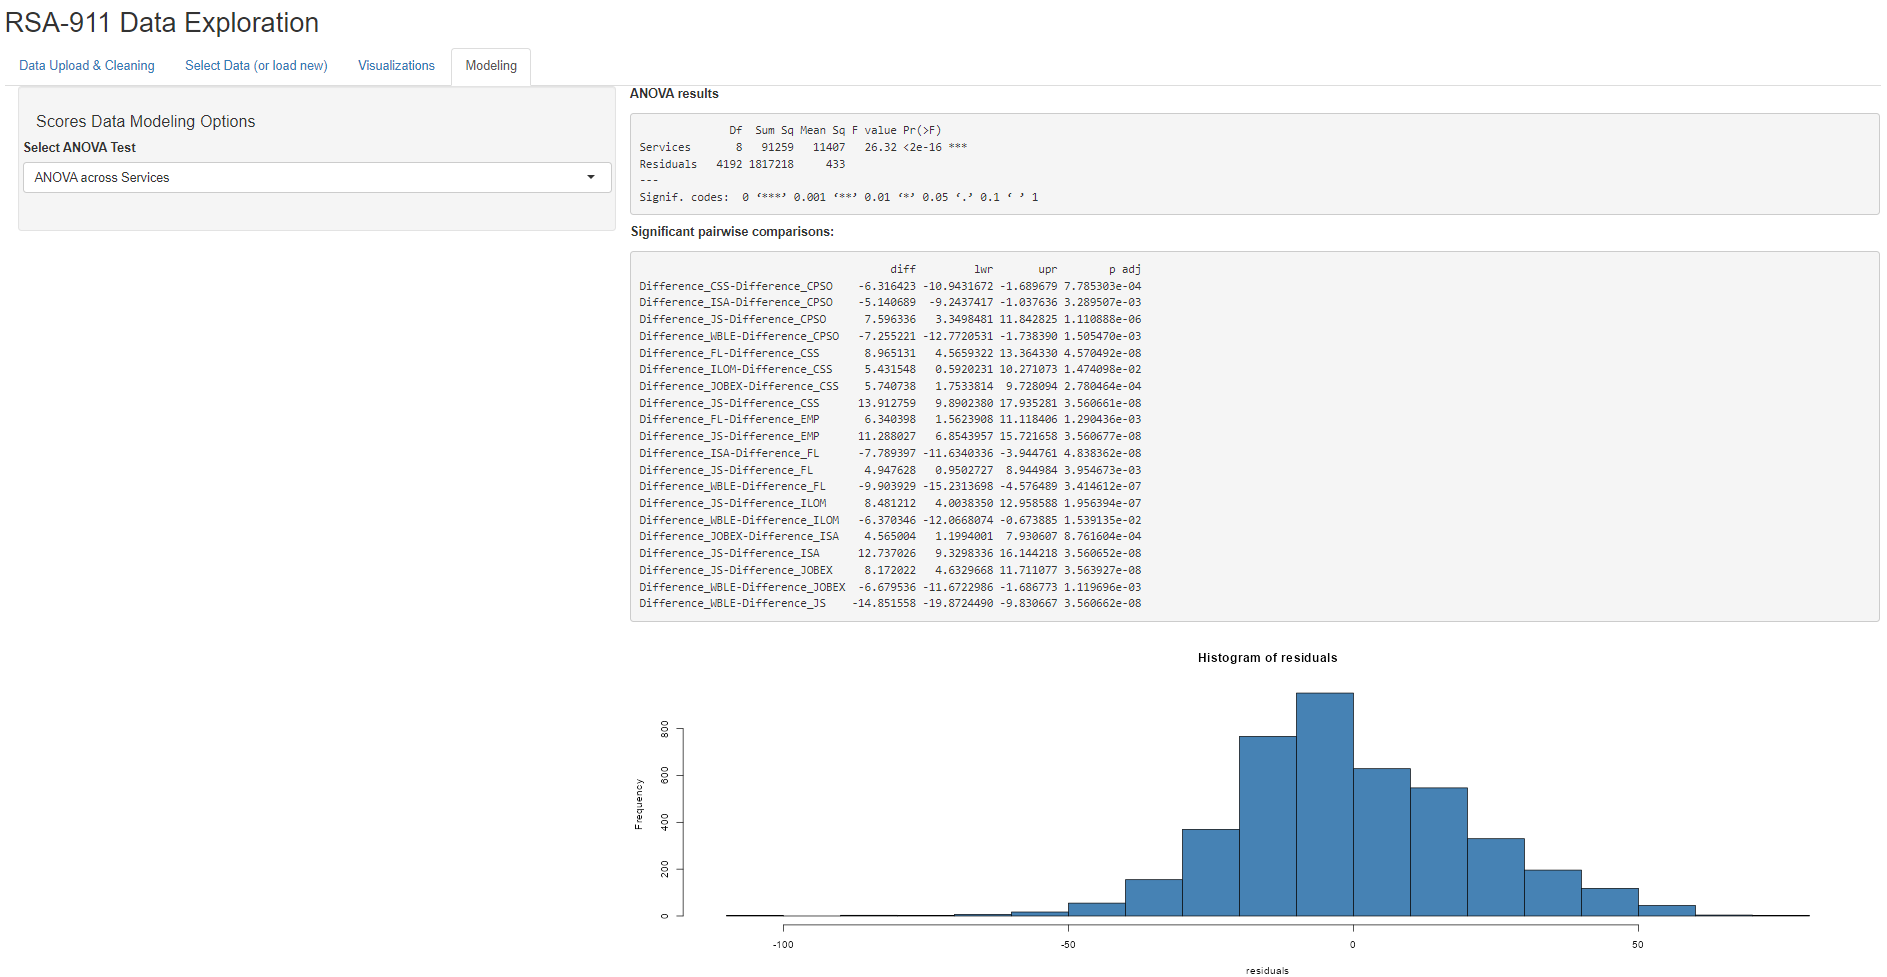 RSA-911 Data Exploration
Data Upload & Cleaning Select Data (or load new) Visualizations Modeling
Scores Data Modeling Options
Select ANOVA Test
ANOVA across Services
ANOVA results
Df Sum Sq Mean Sq F value Pr(>F)
Services 8 91259 11407 26.32 <2e-16 ***
Residuals 4192 1817218 433
---
Signif. codes: 0 ‘***’ 0.001 ‘**’ 0.01 ‘*’ 0.05 ‘.’ 0.1 ‘ ’ 1
Significant pairwise comparisons:
diff lwr upr p adj
Difference_CSS-Difference_CPSO -6.316423 -10.9431672 -1.689679 7.785303e-04
Difference_ISA-Difference_CPSO -5.140689 -9.2437417 -1.037636 3.289507e-03
Difference_JS-Difference_CPSO 7.596336 3.3498481 11.842825 1.110888e-06
Difference_WBLE-Difference_CPSO -7.255221 -12.7720531 -1.738390 1.505470e-03
Difference_FL-Difference_CSS 8.965131 4.5659322 13.364330 4.570492e-08
Difference_ILOM-Difference_CSS 5.431548 0.5920231 10.271073 1.474098e-02
Difference_JOBEX-Difference_CSS 5.740738 1.7533814 9.728094 2.780464e-04
Difference_JS-Difference_CSS 13.912759 9.8902380 17.935281 3.560661e-08
Difference_FL-Difference_EMP 6.340398 1.5623908 11.118406 1.290436e-03
Difference_JS-Difference_EMP 11.288027 6.8543957 15.721658 3.560677e-08
Difference_ISA-Difference_FL -7.789397 -11.6340336 -3.944761 4.838362e-08
Difference_JS-Difference_FL 4.947628 0.9502727 8.944984 3.954673e-03
Difference_WBLE-Difference_FL -9.903929 -15.2313698 -4.576489 3.414612e-07
Difference_JS-Difference_ILOM 8.481212 4.0038350 12.958588 1.956394e-07
Difference_WBLE-Difference_ILOM -6.370346 -12.0668074 -0.673885 1.539135e-02
Difference_JOBEX-Difference_ISA 4.565004 1.1994001 7.930607 8.761604e-04
Difference_JS-Difference_ISA 12.737026 9.3298336 16.144218 3.560652e-08
Difference_JS-Difference_JOBEX 8.172022 4.6329668 11.711077 3.563927e-08
Difference_WBLE-Difference_JOBEX -6.679536 -11.6722986 -1.686773 1.119696e-03
Difference_WBLE-Difference_JS -14.851558 -19.8724490 -9.830667 3.560662e-08
Histogram of residuals
Frequency
800
600
400
200
0
-100 -50 0 50
residuals